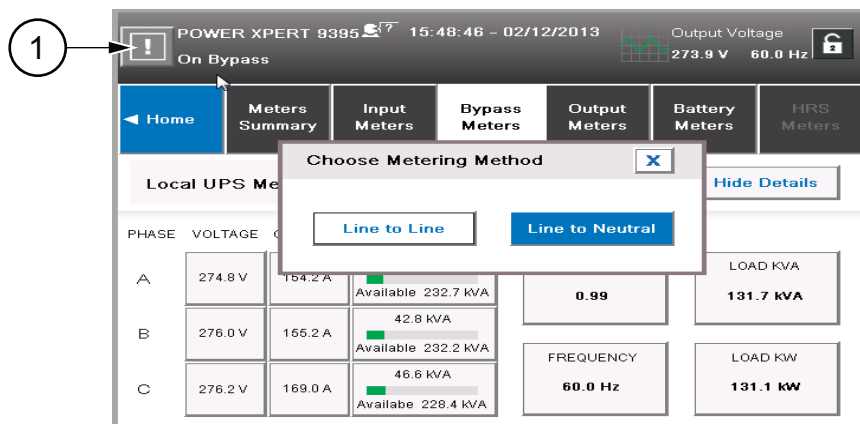 1
POWER XPERT 9395 ? 15:48:46 - 02/12/2013
On Bypass
Output Voltage
273.9 V 60.0 Hz
2
◄ Home
Meters
Summary
Input
Meters
Bypass
Meters
Output
Meters
Battery
Meters
HRS
Meters
Choose Metering Method X
Local UPS Me
Hide Details
Line to Line
Line to Neutral
PHASE VOLTAGE
A
274.8 V
154.2 A
Available 232.7 kVA
0.99
LOAD KVA
131.7 kVA
B
276.0 V
155.2 A
42.8 kVA
Available 232.2 kVA
C
276.2 V
169.0 A
46.6 kVA
Availabe 228.4 kVA
FREQUENCY
60.0 Hz
LOAD KW
131.1 kW